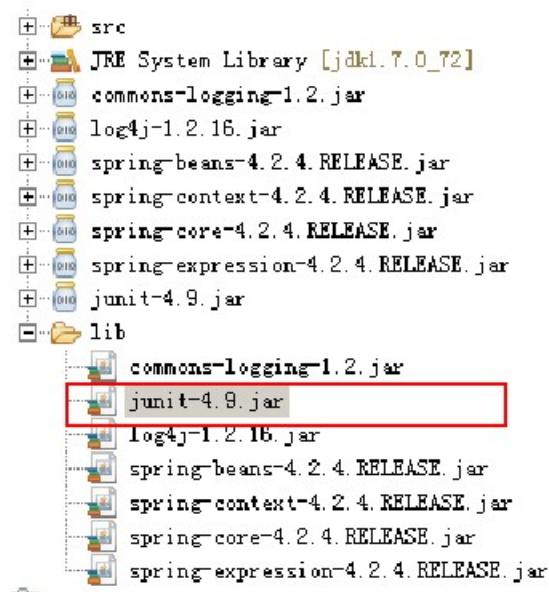 src
JRE System Library [jdk1.7.0_72]
commons-logging-1.2.jar
log4j-1.2.16.jar
spring-beans-4.2.4.RELEASE.jar
spring-context-4.2.4.RELEASE.jar
spring-core-4.2.4.RELEASE.jar
spring-expression-4.2.4.RELEASE.jar
junit-4.9.jar
lib
commons-logging-1.2.jar
junit-4.9.jar
log4j-1.2.16.jar
spring-beans-4.2.4.RELEASE.jar
spring-context-4.2.4.RELEASE.jar
spring-core-4.2.4.RELEASE.jar
spring-expression-4.2.4.RELEASE.jar